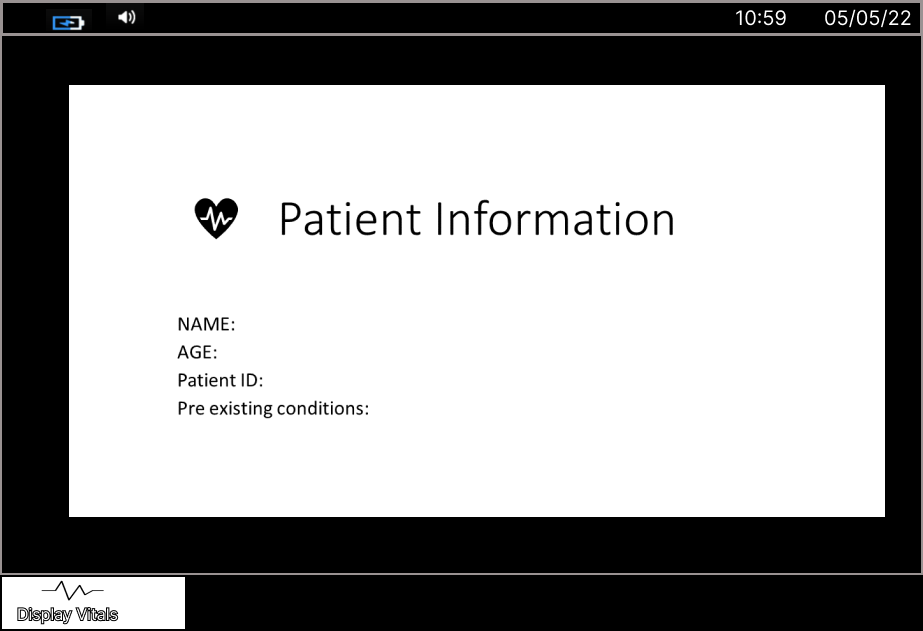 10:59 05/05/22
Patient Information
NAME:
AGE:
Patient ID:
Pre existing conditions:
Display Vitals